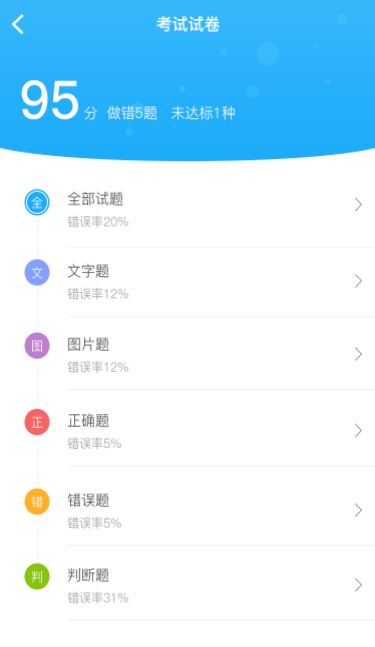 考试试卷
95 分 做错5题 未达标1种
全 全部试题
错误率20%
文 文字题
错误率12%
图 图片题
错误率12%
正 正确题
错误率5%
错 错误题
错误率5%
判 判断题
错误率31%